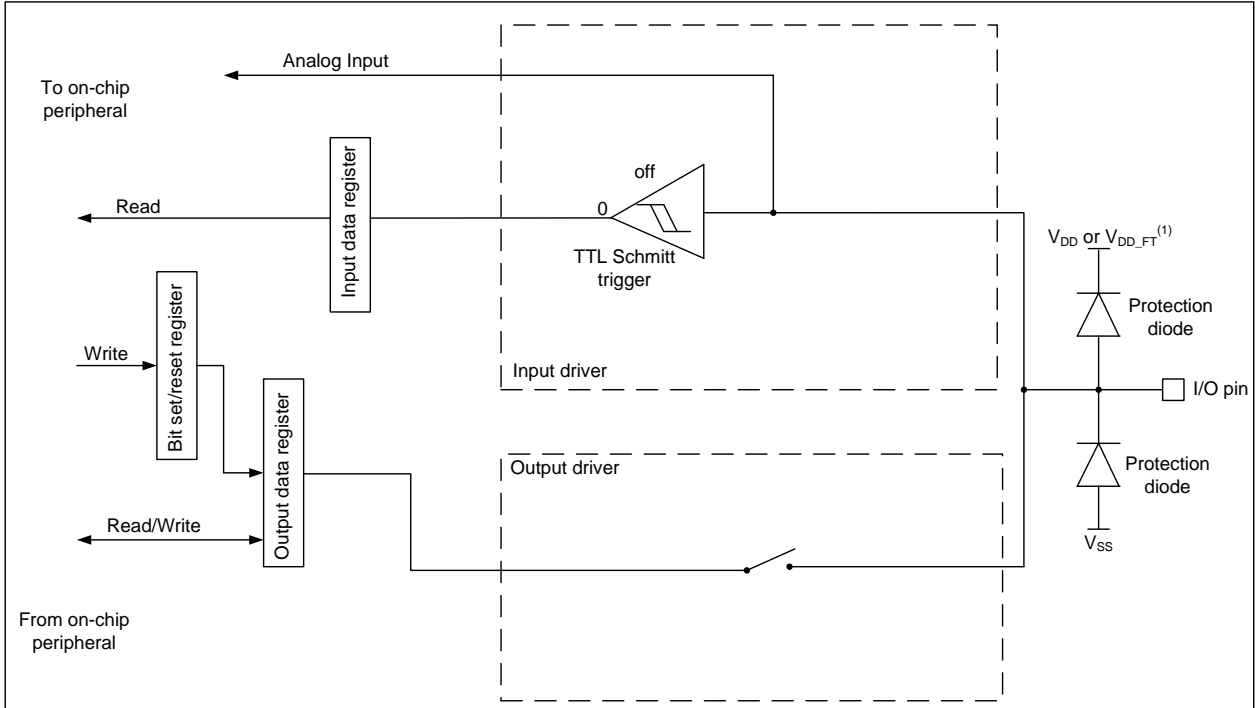 Analog Input
To on-chip
peripheral
Input data register
off
Read
0
TTL Schmitt
trigger
V_DD or V_DD_FT^(1)
Protection
diode
Bit set/reset register
Write
Input driver
I/O pin
Output data register
Output driver
Protection
diode
Read/Write
V_SS
From on-chip
peripheral